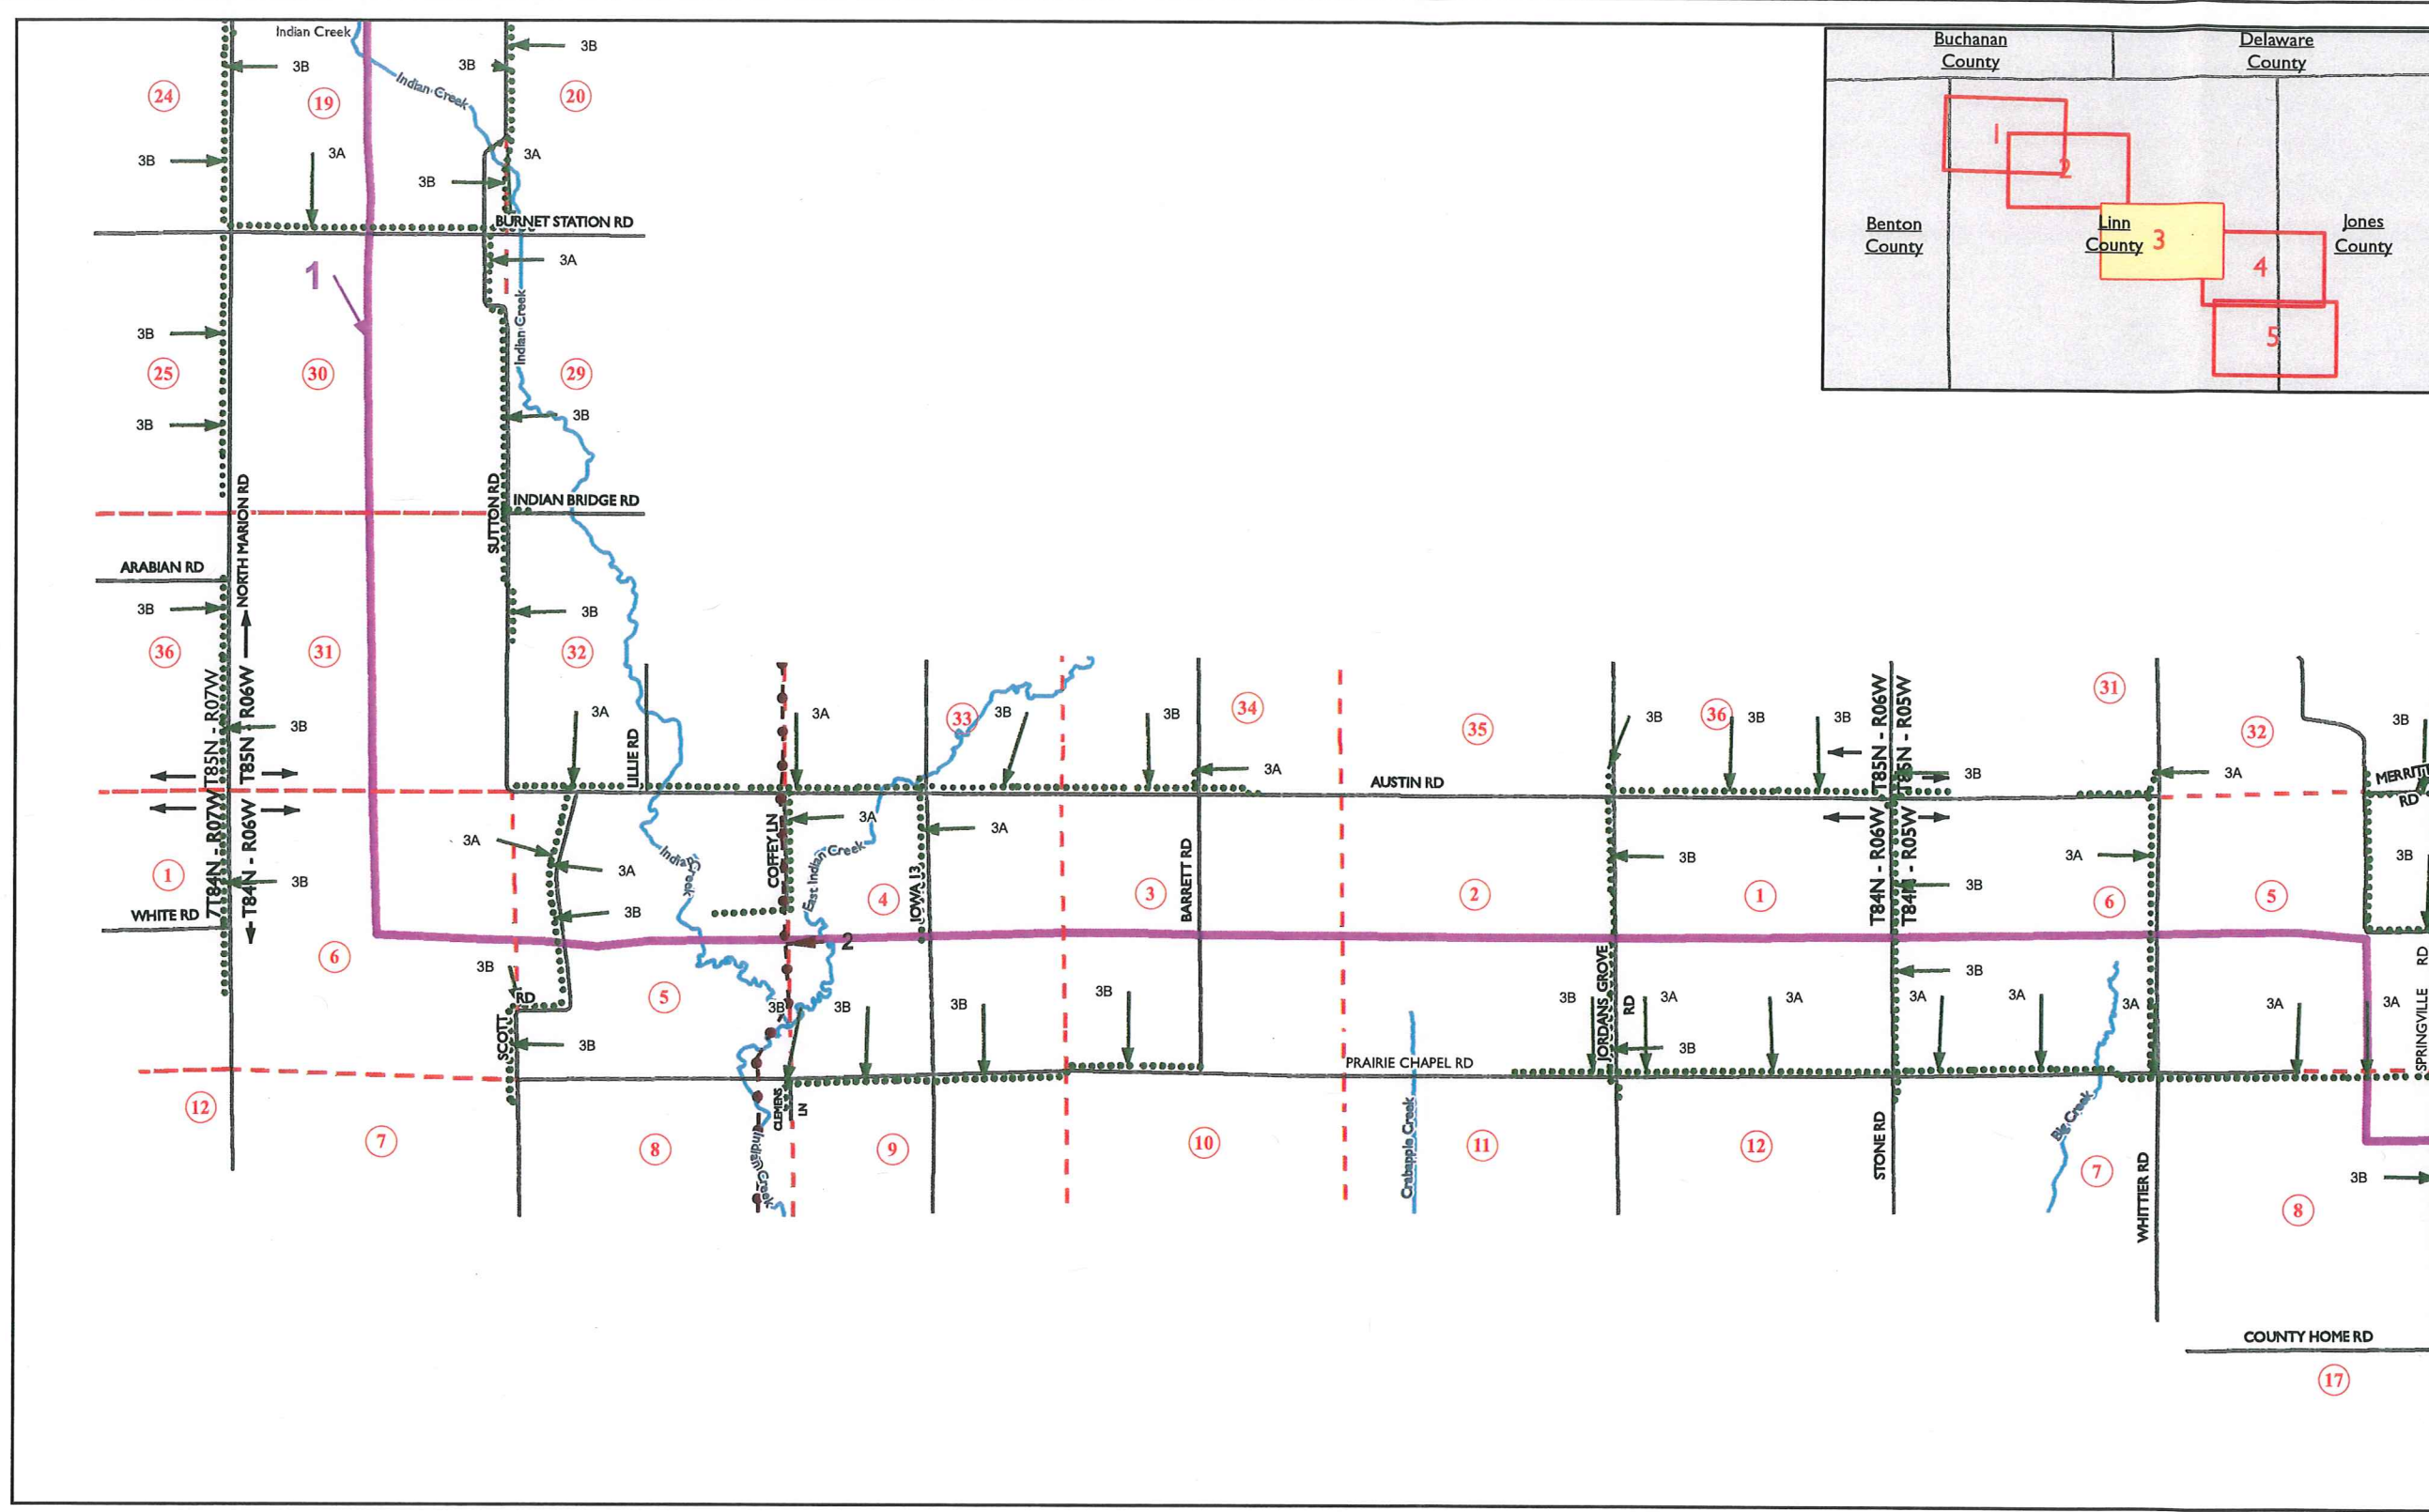 Indian Creek
3B
3B
3B
Buchanan
County
Delaware
County
24
19
Indian Creek
20
3B
3A
3A
3B
1
2
BURNET STATION RD
Benton
County
Linn
County
3
Jones
County
3A
1
4
Indian Creek
3B
5
25
30
29
3B
3B
SUTTON RD
INDIAN BRIDGE RD
NORTH MARION RD
ARABIAN RD
3B
3B
36
31
32
T85N - R07W
T85N - R06W
3B
LILLIE RD
3A
3A
33
3B
3B
34
3A
35
AUSTIN RD
3B
36
3B
3B
T85N - R06W
T85N - R05W
3B
31
3A
32
3B
MERRITT
RD
T84N - R07W
T84N - R06W
3A
3A
3A
3A
COFFEY LN
East Indian Creek
Indian Creek
IOWA 13
BARRETT RD
3B
T84N - R06W
T84N - R05W
3A
3B
3B
1
3B
4
3
2
1
6
5
WHITE RD
3B
6
2
3B
RD
SCOTT
5
3B
3B
3B
3B
3B
JORDANS GROVE
RD
3A
3A
3B
3A
3A
3A
3A
3A
SPRINGVILLE
RD
3B
3B
PRAIRIE CHAPEL RD
12
7
8
CLEMENS
LN
Indian Creek
9
10
Crabapple Creek
11
12
STONE RD
Big Creek
7
WHITTIER RD
3B
8
COUNTY HOME RD
17